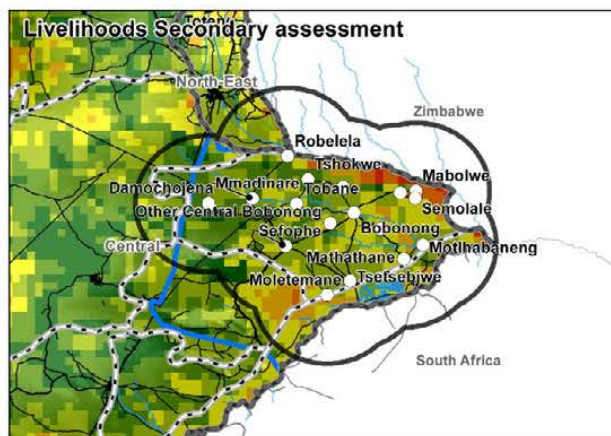 Livelihoods Secondary assessment
North-East
Zimbabwe
Robelela
Tshokwe
Mabolwe
Damochojena
Mmadinare
Tobane
Semolale
Other Central Bobonong
Bobonong
Sefophe
Motlhabaneng
Central
Mathathane
Moletemane
Tsetsebjwe
South Africa